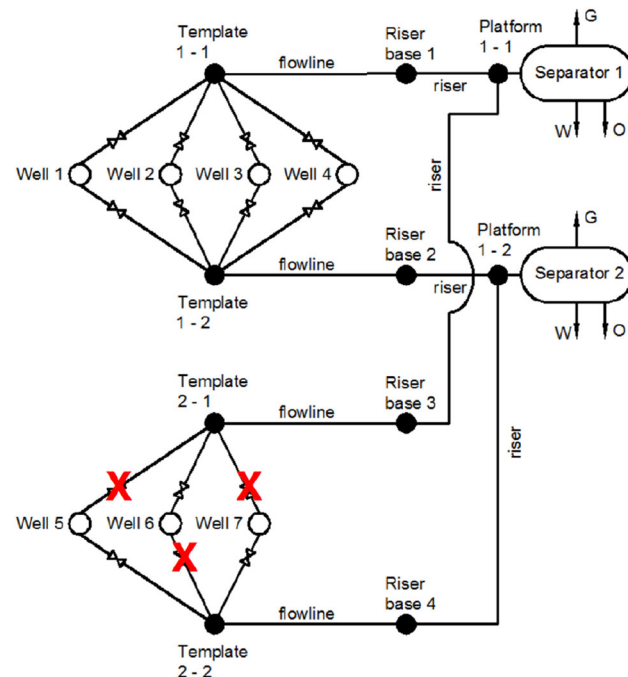 Template
1 - 1
flowline
Riser
base 1
riser
Platform
1 - 1
G
Separator 1
W
O
Well 1
Well 2
Well 3
Well 4
riser
Template
1 - 2
flowline
Riser
base 2
riser
Platform
1 - 2
G
Separator 2
W
O
Template
2 - 1
flowline
Riser
base 3
riser
X
X
Well 5
Well 6
Well 7
X
Template
2 - 2
flowline
Riser
base 4